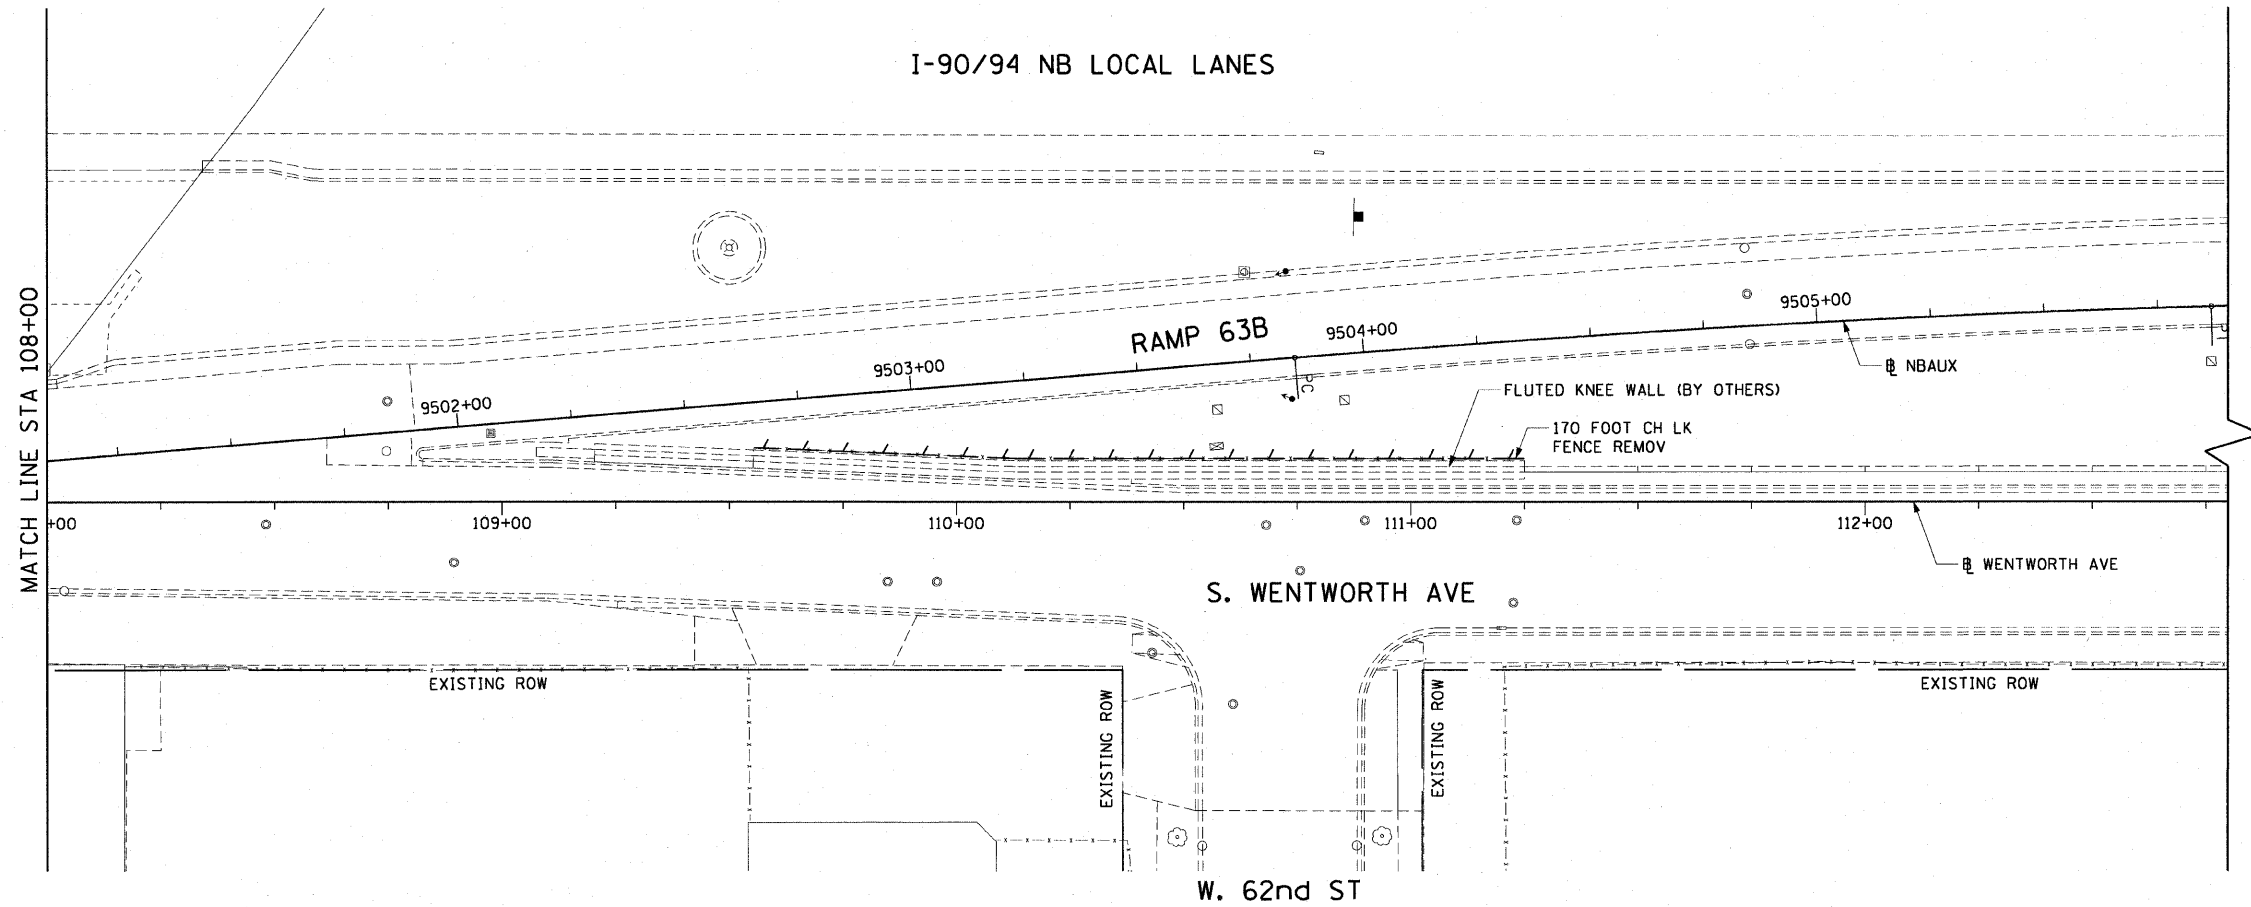 I-90/94 NB LOCAL LANES
MATCH LINE STA 108+00
9502+00
9503+00
RAMP 63B
9504+00
9505+00
℄ NBAUX
FLUTED KNEE WALL (BY OTHERS)
170 FOOT CH LK
FENCE REMOV
PC
+00
109+00
110+00
111+00
112+00
℄ WENTWORTH AVE
S. WENTWORTH AVE
EXISTING ROW
EXISTING ROW
EXISTING ROW
EXISTING ROW
W. 62nd ST